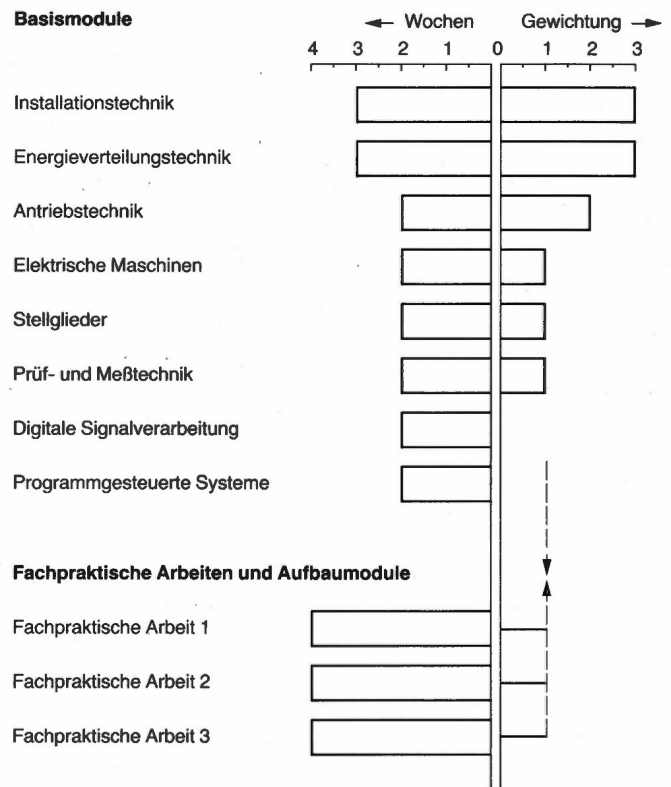 Basismodule
Wochen Gewichtung
4 3 2 1 0 1 2 3
Installationstechnik
Energieverteilungstechnik
Antriebstechnik
Elektrische Maschinen
Stellglieder
Prüf- und Meßtechnik
Digitale Signalverarbeitung
Programmgesteuerte Systeme
Fachpraktische Arbeiten und Aufbaumodule
Fachpraktische Arbeit 1
Fachpraktische Arbeit 2
Fachpraktische Arbeit 3